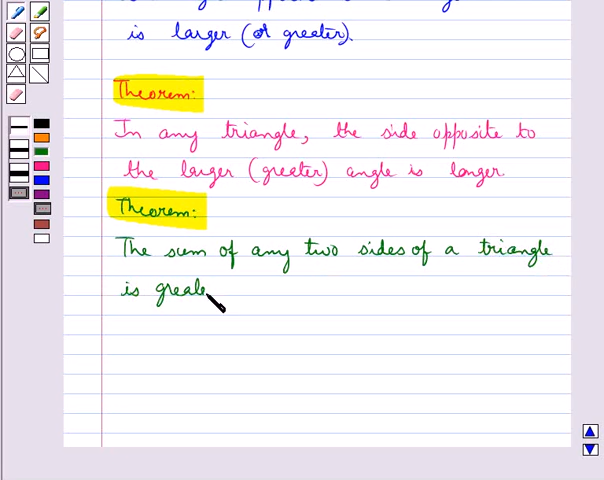 is larger (or greater).
Theorem:
In any triangle, the side opposite to
the larger (greater) angle is longer.
Theorem:
The sum of any two sides of a triangle
is greate